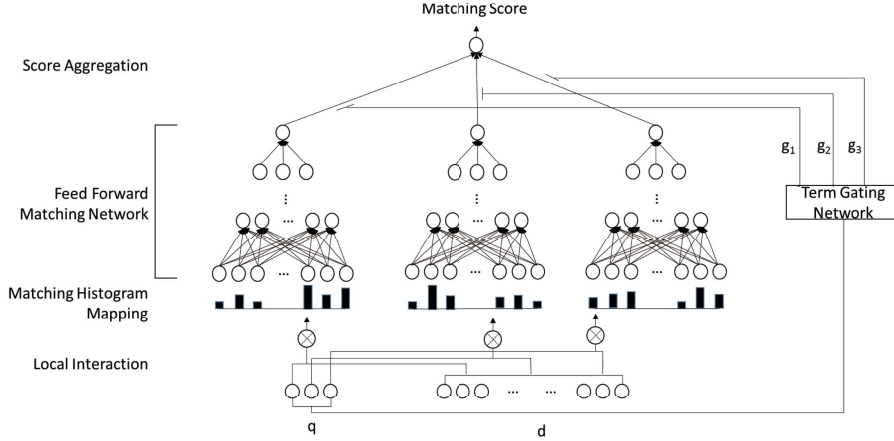 Matching Score
Score Aggregation
g1
g2
g3
Feed Forward
Matching Network
...
...
...
Term Gating
Network
...
...
...
...
...
...
Matching Histogram
Mapping
Local Interaction
... ...
q
d